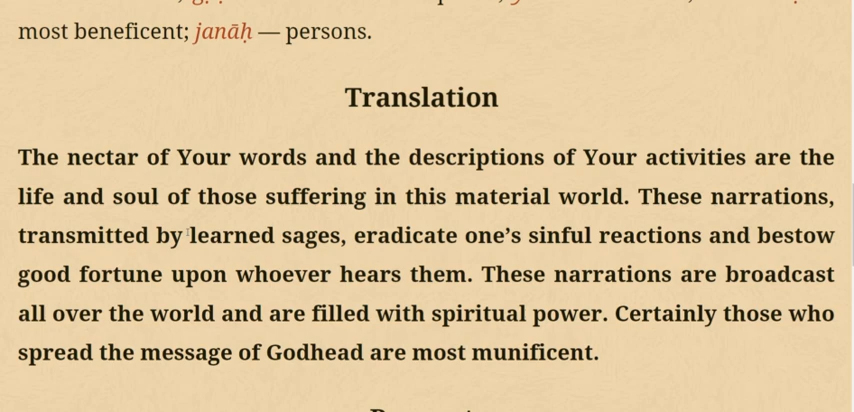 most beneficent; janāḥ — persons.
Translation
The nectar of Your words and the descriptions of Your activities are the
life and soul of those suffering in this material world. These narrations,
transmitted by learned sages, eradicate one’s sinful reactions and bestow
good fortune upon whoever hears them. These narrations are broadcast
all over the world and are filled with spiritual power. Certainly those who
spread the message of Godhead are most munificent.